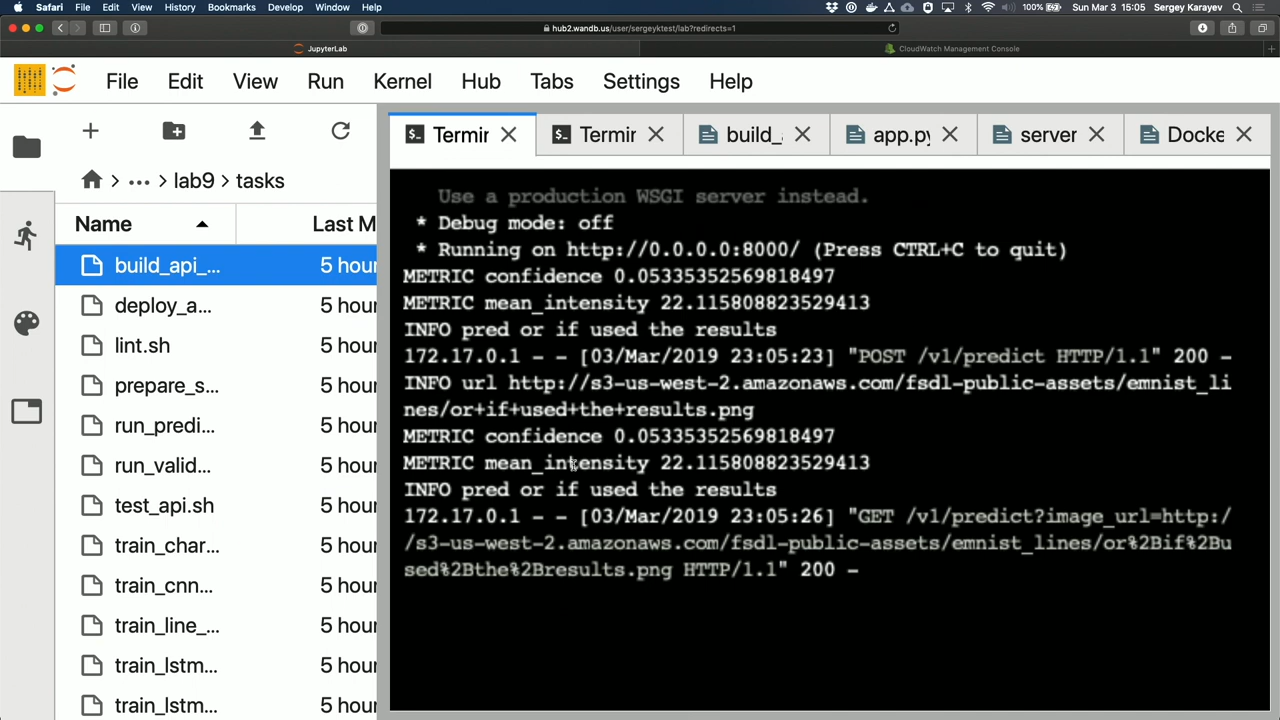 Safari File Edit View History Bookmarks Develop Window Help
100% Sun Mar 3 15:05 Sergey Karayev
hub2.wandb.us/user/sergeyktest/lab?redirects=1
JupyterLab
CloudWatch Management Console
File Edit View Run Kernel Hub Tabs Settings Help
Termir
Termir
build_
app.py
server
Docke
... > lab9 > tasks
Name
Last M
build_api_...
5 hour
deploy_a...
5 hour
lint.sh
5 hour
prepare_s...
5 hour
run_predi...
5 hour
run_valid...
5 hour
test_api.sh
5 hour
train_char...
5 hour
train_cnn...
5 hour
train_line_...
5 hour
train_lstm...
5 hour
train_lstm...
5 hour
Use a production WSGI server instead.
* Debug mode: off
* Running on http://0.0.0.0:8000/ (Press CTRL+C to quit)
METRIC confidence 0.05335352569818497
METRIC mean_intensity 22.115808823529413
INFO pred or if used the results
172.17.0.1 - - [03/Mar/2019 23:05:23] "POST /v1/predict HTTP/1.1" 200 -
INFO url http://s3-us-west-2.amazonaws.com/fsdl-public-assets/emnist_li
nes/or+if+used+the+results.png
METRIC confidence 0.05335352569818497
METRIC mean_intensity 22.115808823529413
INFO pred or if used the results
172.17.0.1 - - [03/Mar/2019 23:05:26] "GET /v1/predict?image_url=http:/
/s3-us-west-2.amazonaws.com/fsdl-public-assets/emnist_lines/or%2Bif%2Bu
sed%2Bthe%2Bresults.png HTTP/1.1" 200 -